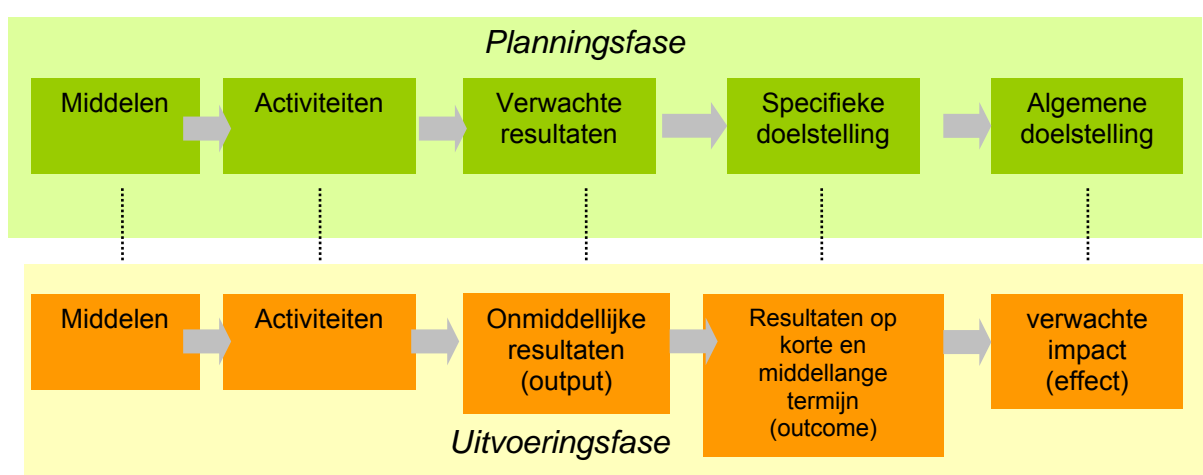 Planningsfase
Middelen
Activiteiten
Verwachte
resultaten
Specifieke
doelstelling
Algemene
doelstelling
Middelen
Activiteiten
Onmiddellijke
resultaten
(output)
Resultaten op
korte en
middellange
termijn
(outcome)
verwachte
impact
(effect)
Uitvoeringsfase